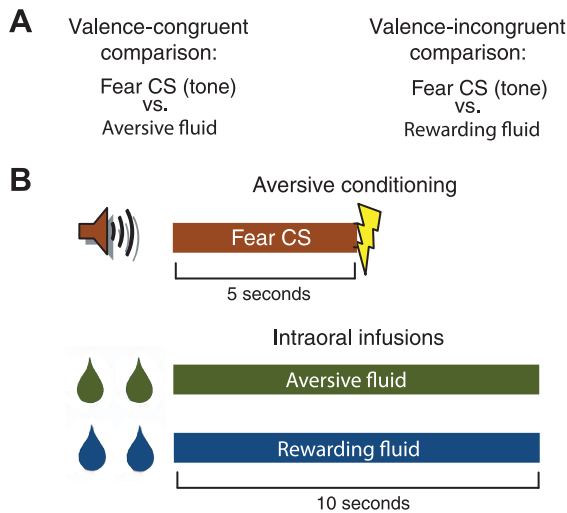 A
Valence-congruent
comparison:
Fear CS (tone)
vs.
Aversive fluid
Valence-incongruent
comparison:
Fear CS (tone)
vs.
Rewarding fluid
B
Aversive conditioning
Fear CS
5 seconds
Intraoral infusions
Aversive fluid
Rewarding fluid
10 seconds